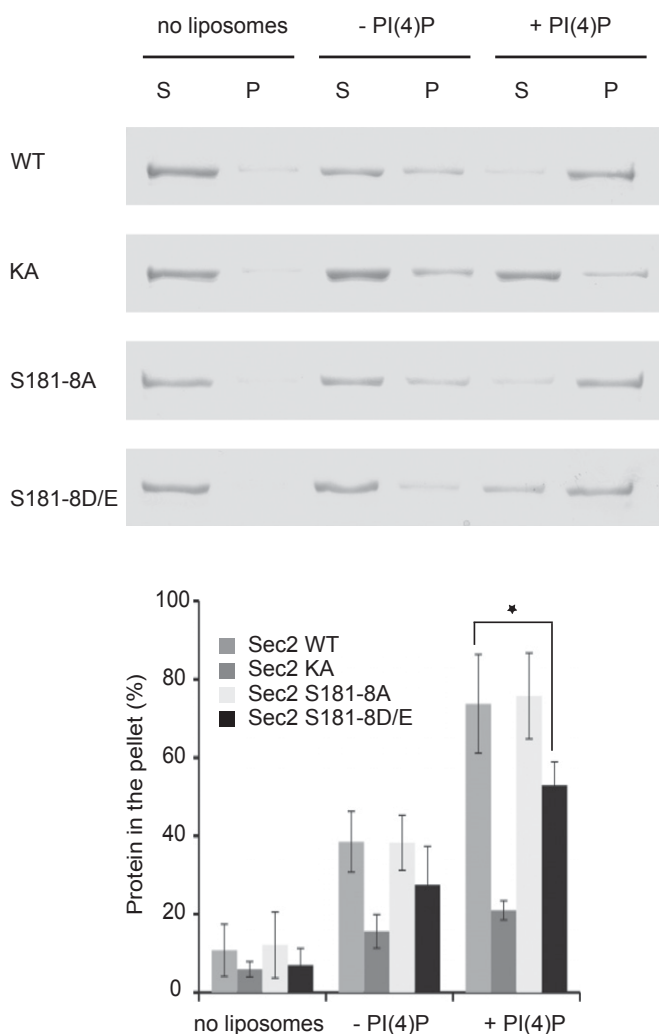 no liposomes - PI(4)P + PI(4)P
S P S P S P
WT
KA
S181-8A
S181-8D/E
100
80
60
40
20
0
Protein in the pellet (%)
Sec2 WT
Sec2 KA
Sec2 S181-8A
Sec2 S181-8D/E
★
no liposomes - PI(4)P + PI(4)P